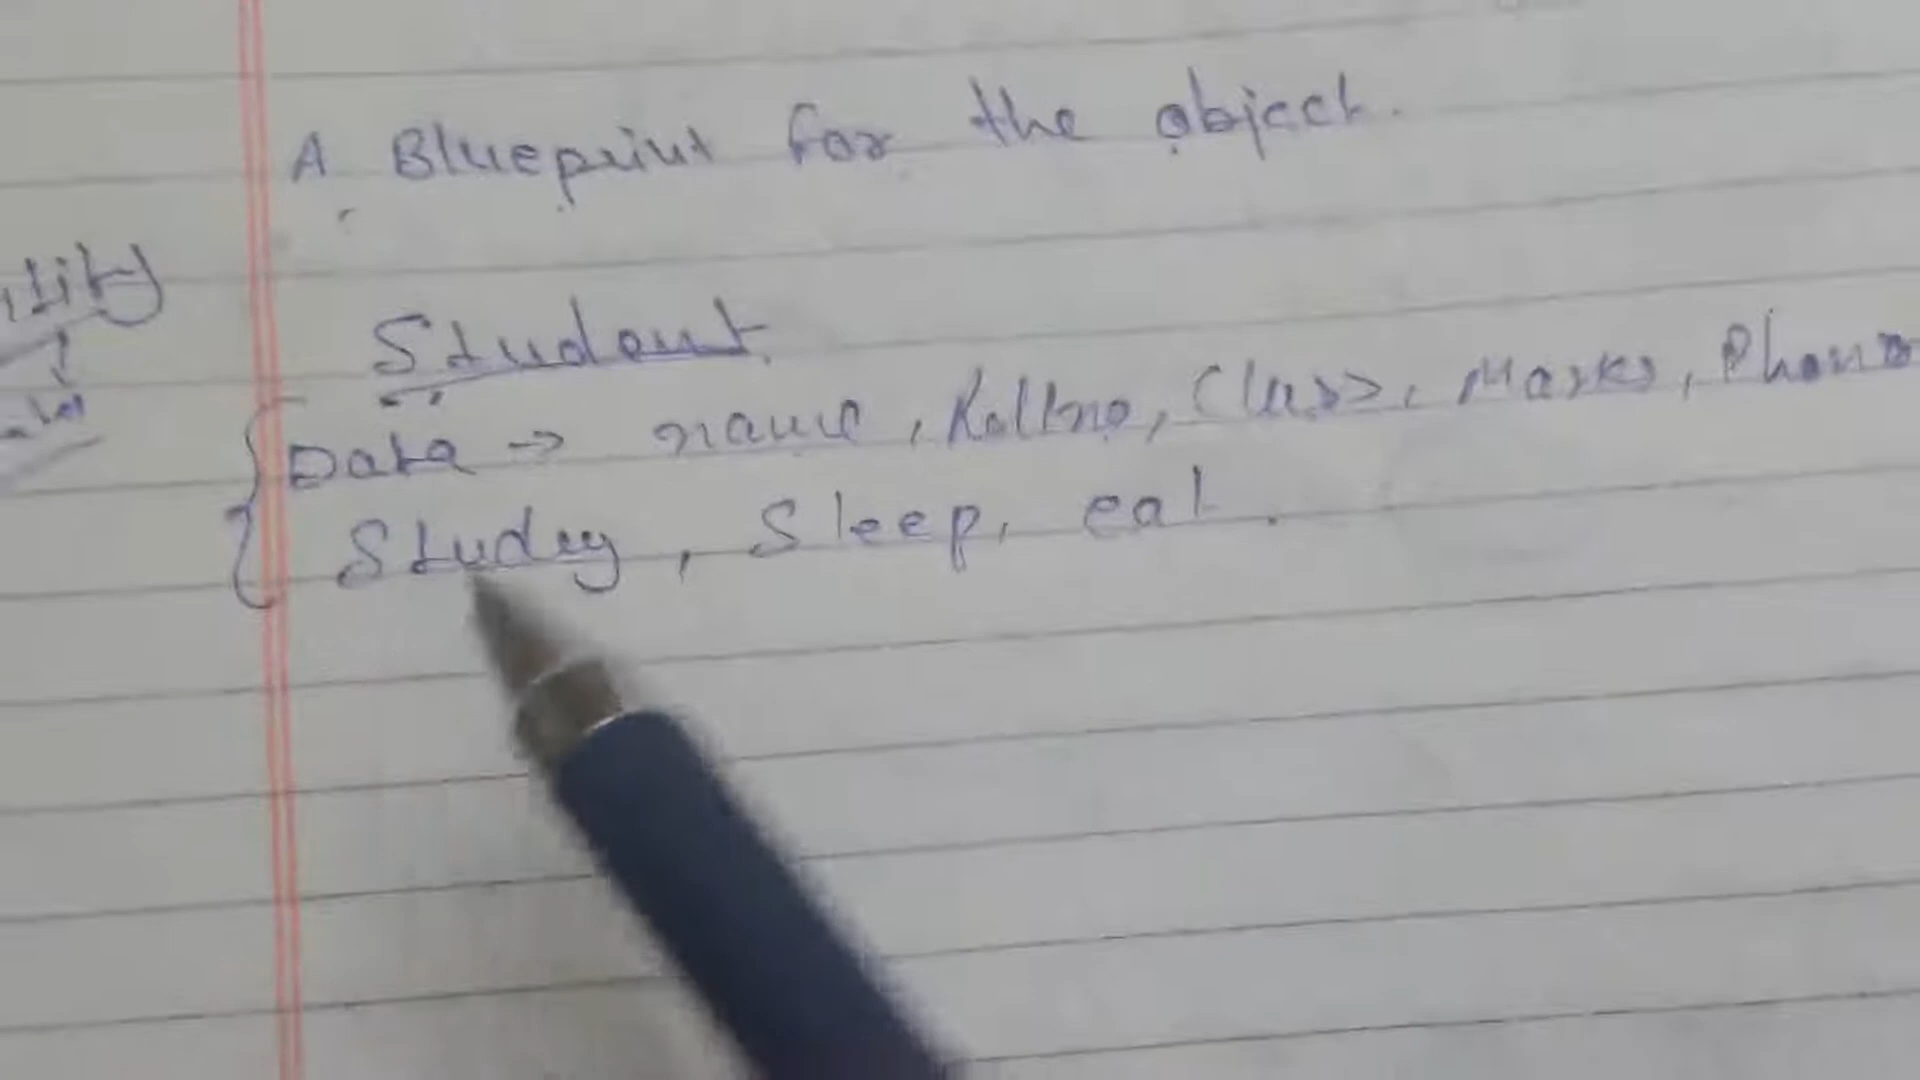 A Blueprint for the object.
Student
Data → name, Rollno, Class, Marks, Phone
Study, Sleep, eat.